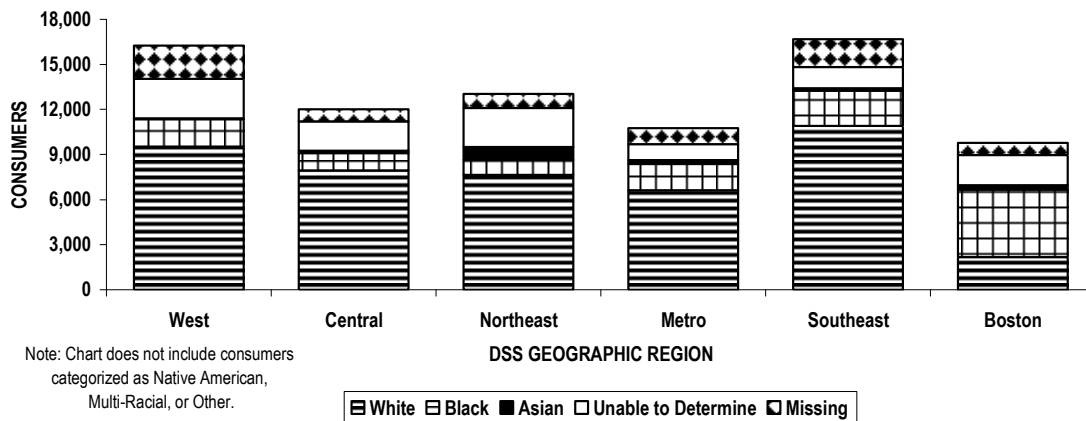 18,000
15,000
12,000
9,000
6,000
3,000
0
CONSUMERS
West Central Northeast Metro Southeast Boston
DSS GEOGRAPHIC REGION
Note: Chart does not include consumers
categorized as Native American,
Multi-Racial, or Other.
White Black Asian Unable to Determine Missing